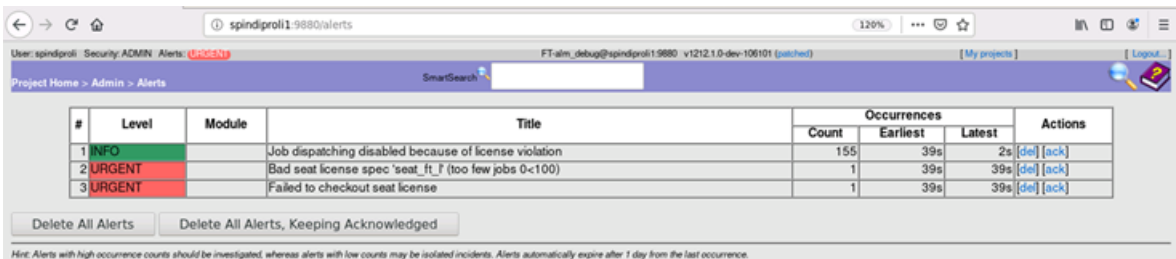 spindiproli1:9880/alerts 120%
User: spindiproli Security: ADMIN Alerts: URGENT FT-alm_debug@spindiproli1:9880 v1212.1.0-dev-106101 (patched) [ My projects ] [ Logout... ]
Project Home > Admin > Alerts SmartSearch
# Level Module Title Occurrences Actions
Count Earliest Latest
1 INFO Job dispatching disabled because of license violation 155 39s 2s [del] [ack]
2 URGENT Bad seat license spec 'seat_ft_l' (too few jobs 0<100) 1 39s 39s [del] [ack]
3 URGENT Failed to checkout seat license 1 39s 39s [del] [ack]
Delete All Alerts Delete All Alerts, Keeping Acknowledged
Hint: Alerts with high occurrence counts should be investigated, whereas alerts with low counts may be isolated incidents. Alerts automatically expire after 1 day from the last occurrence.